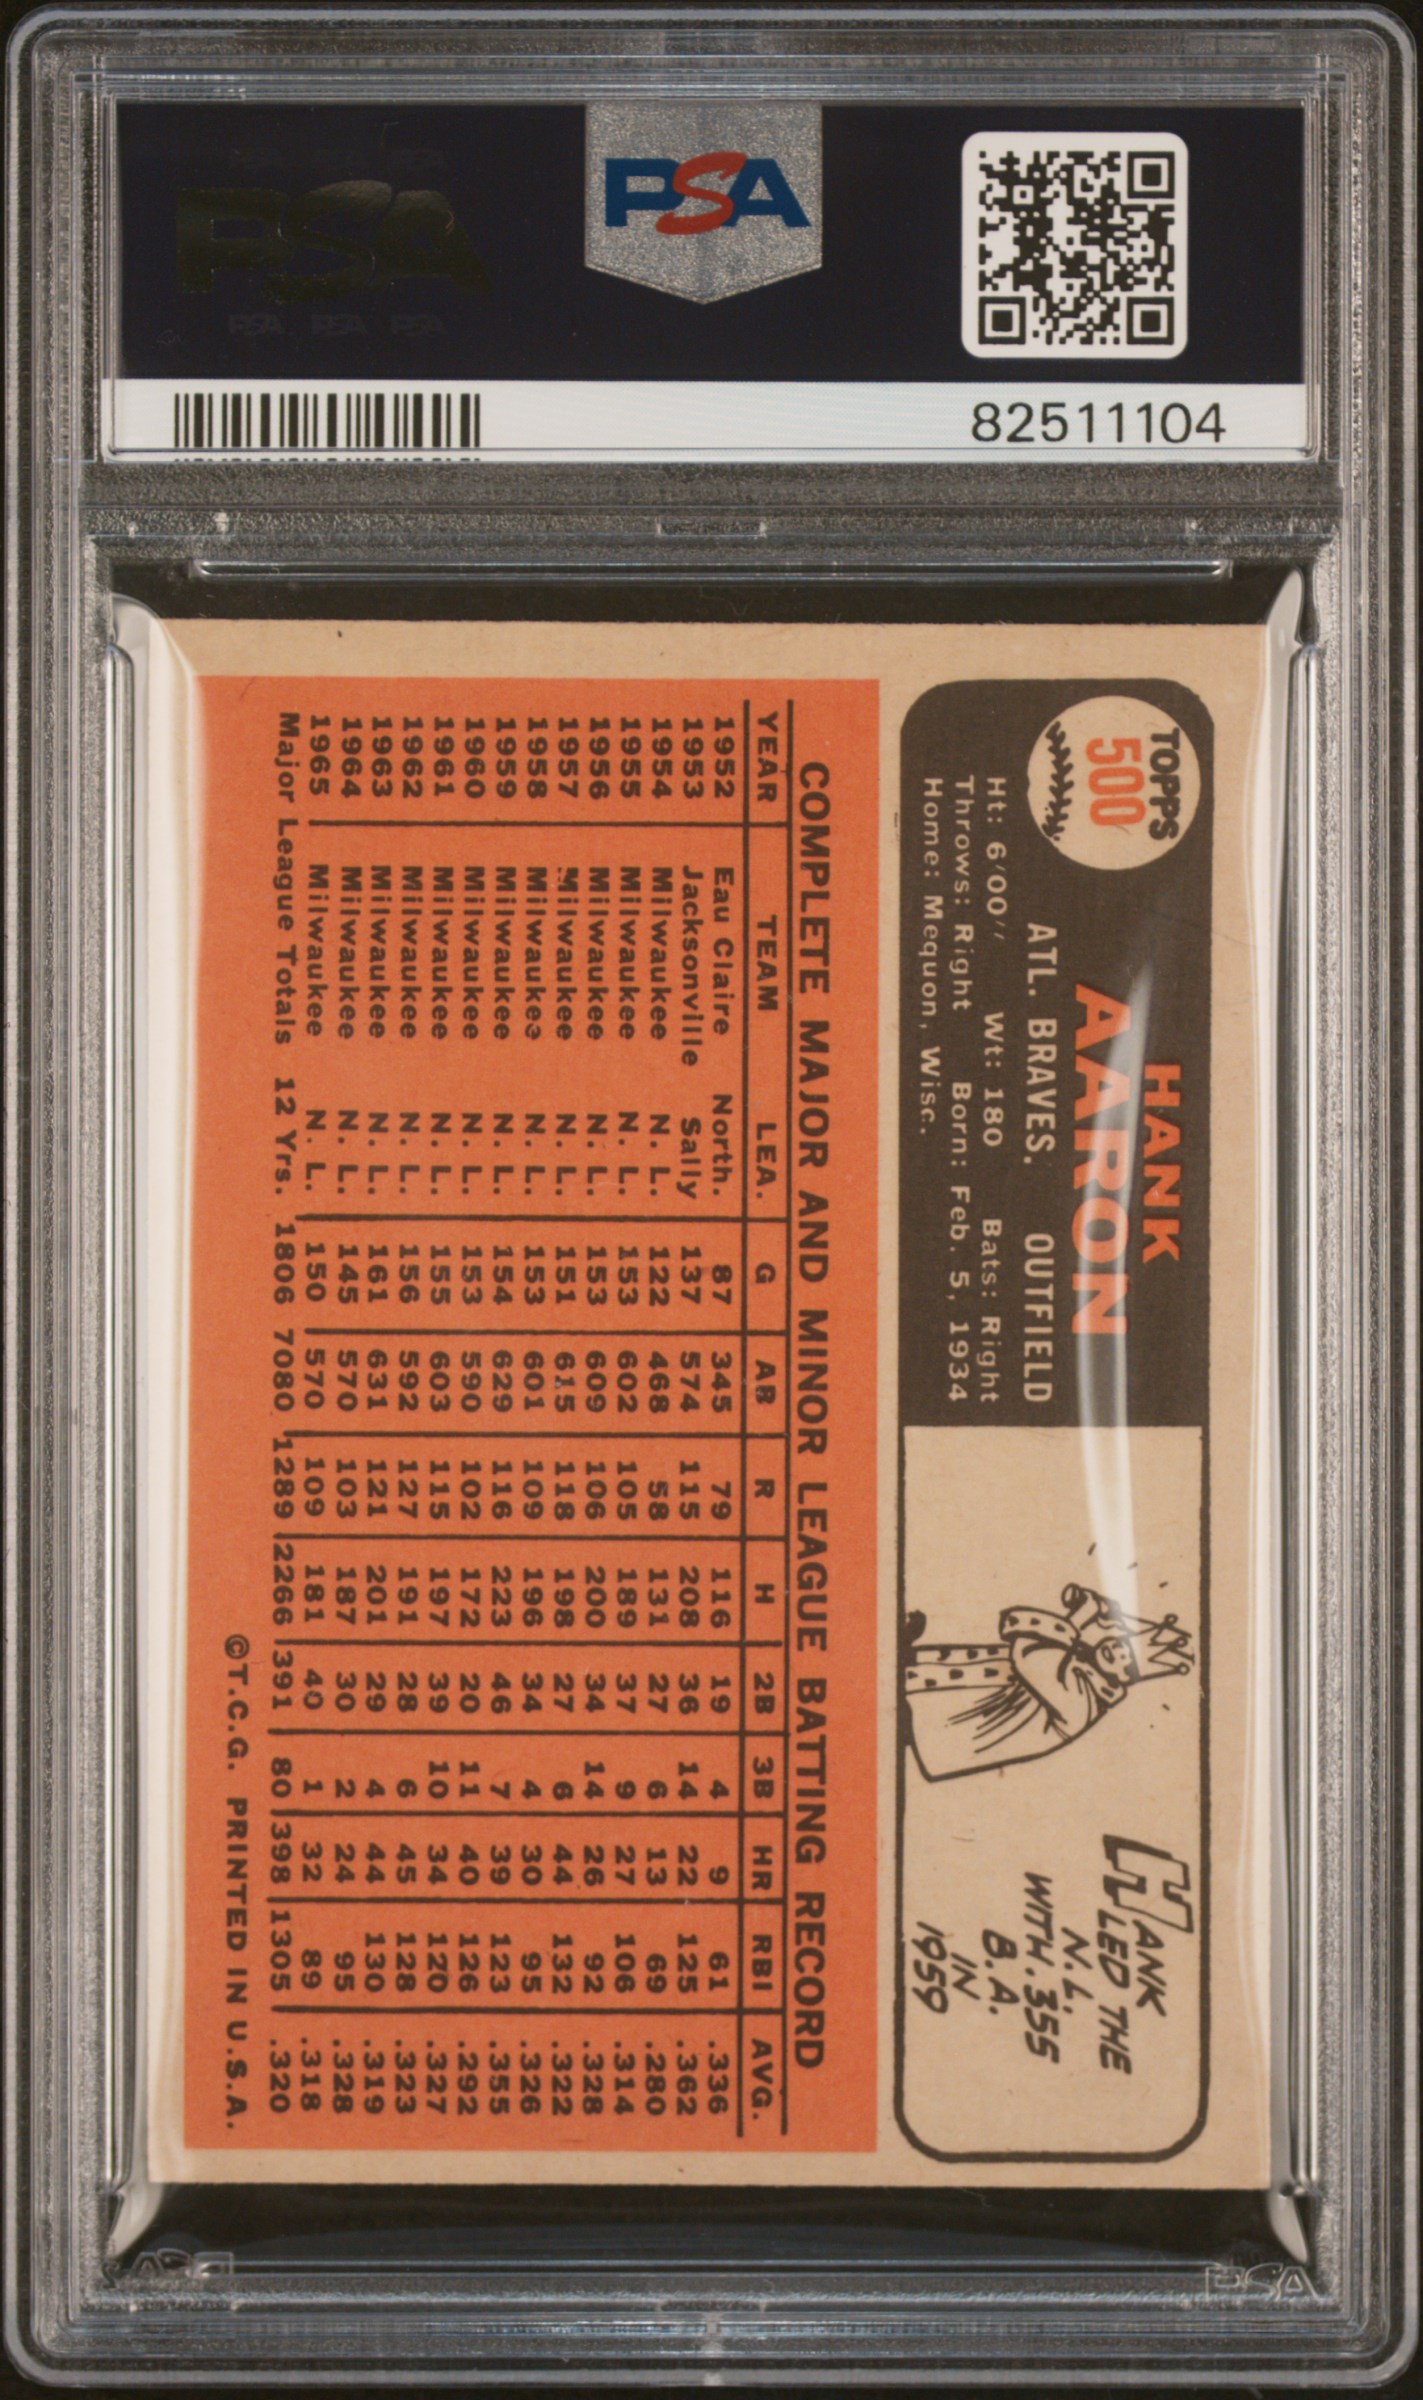 PSA
82511104
TOPPS
500
HANK
AARON
ATL. BRAVES. OUTFIELD
Ht: 6'00'' Wt: 180 Bats: Right
Throws: Right Born: Feb. 5, 1934
Home: Mequon, Wisc.
HANK
LED THE
N.L.
WITH .355
B.A.
IN
1959
COMPLETE MAJOR AND MINOR LEAGUE BATTING RECORD
YEAR TEAM LEA. G AB R H 2B 3B HR RBI AVG.
1952 Eau Claire North. 87 345 79 116 19 4 9 61 .336
1953 Jacksonville Sally 137 574 115 208 36 14 22 125 .362
1954 Milwaukee N. L. 122 468 58 131 27 6 13 69 .280
1955 Milwaukee N. L. 153 602 105 189 37 9 27 106 .314
1956 Milwaukee N. L. 153 609 106 200 34 14 26 92 .328
1957 Milwaukee N. L. 151 615 118 198 27 6 44 132 .322
1958 Milwaukee N. L. 153 601 109 196 34 4 30 95 .326
1959 Milwaukee N. L. 154 629 116 223 46 7 39 123 .355
1960 Milwaukee N. L. 153 590 102 172 20 11 40 126 .292
1961 Milwaukee N. L. 155 603 115 197 39 10 34 120 .327
1962 Milwaukee N. L. 156 592 127 191 28 6 45 128 .323
1963 Milwaukee N. L. 161 631 121 201 29 4 44 130 .319
1964 Milwaukee N. L. 145 570 103 187 30 2 24 95 .328
1965 Milwaukee N. L. 150 570 109 181 40 1 32 89 .318
Major League Totals 12 Yrs. 1806 7080 1289 2266 391 80 398 1305 .320
©T.C.G. PRINTED IN U.S.A.